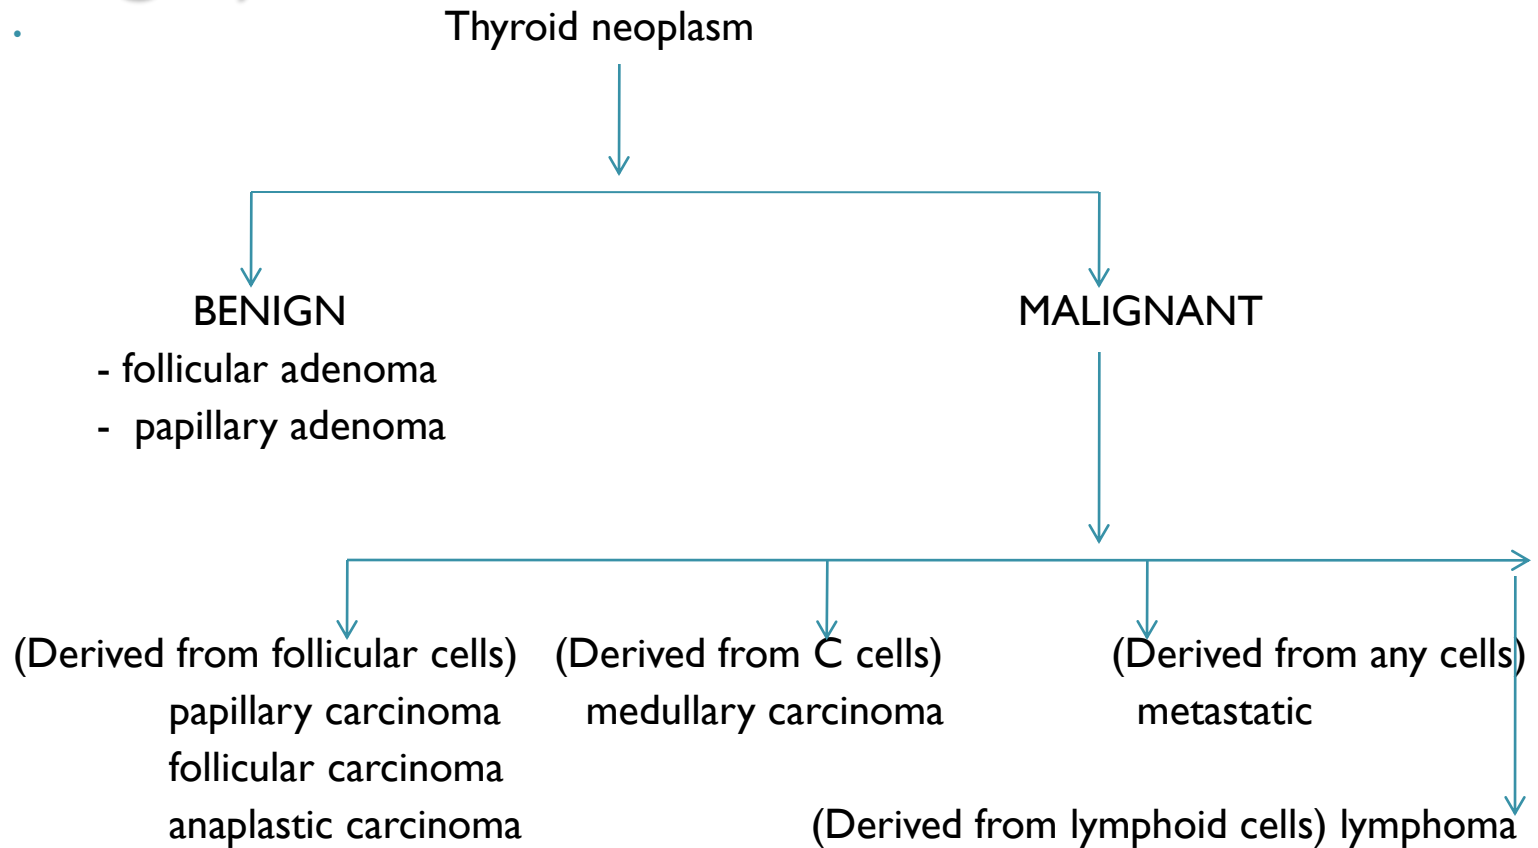 Thyroid neoplasm
BENIGN MALIGNANT
- follicular adenoma
- papillary adenoma
(Derived from follicular cells) (Derived from C cells) (Derived from any cells)
papillary carcinoma medullary carcinoma metastatic
follicular carcinoma
anaplastic carcinoma (Derived from lymphoid cells) lymphoma